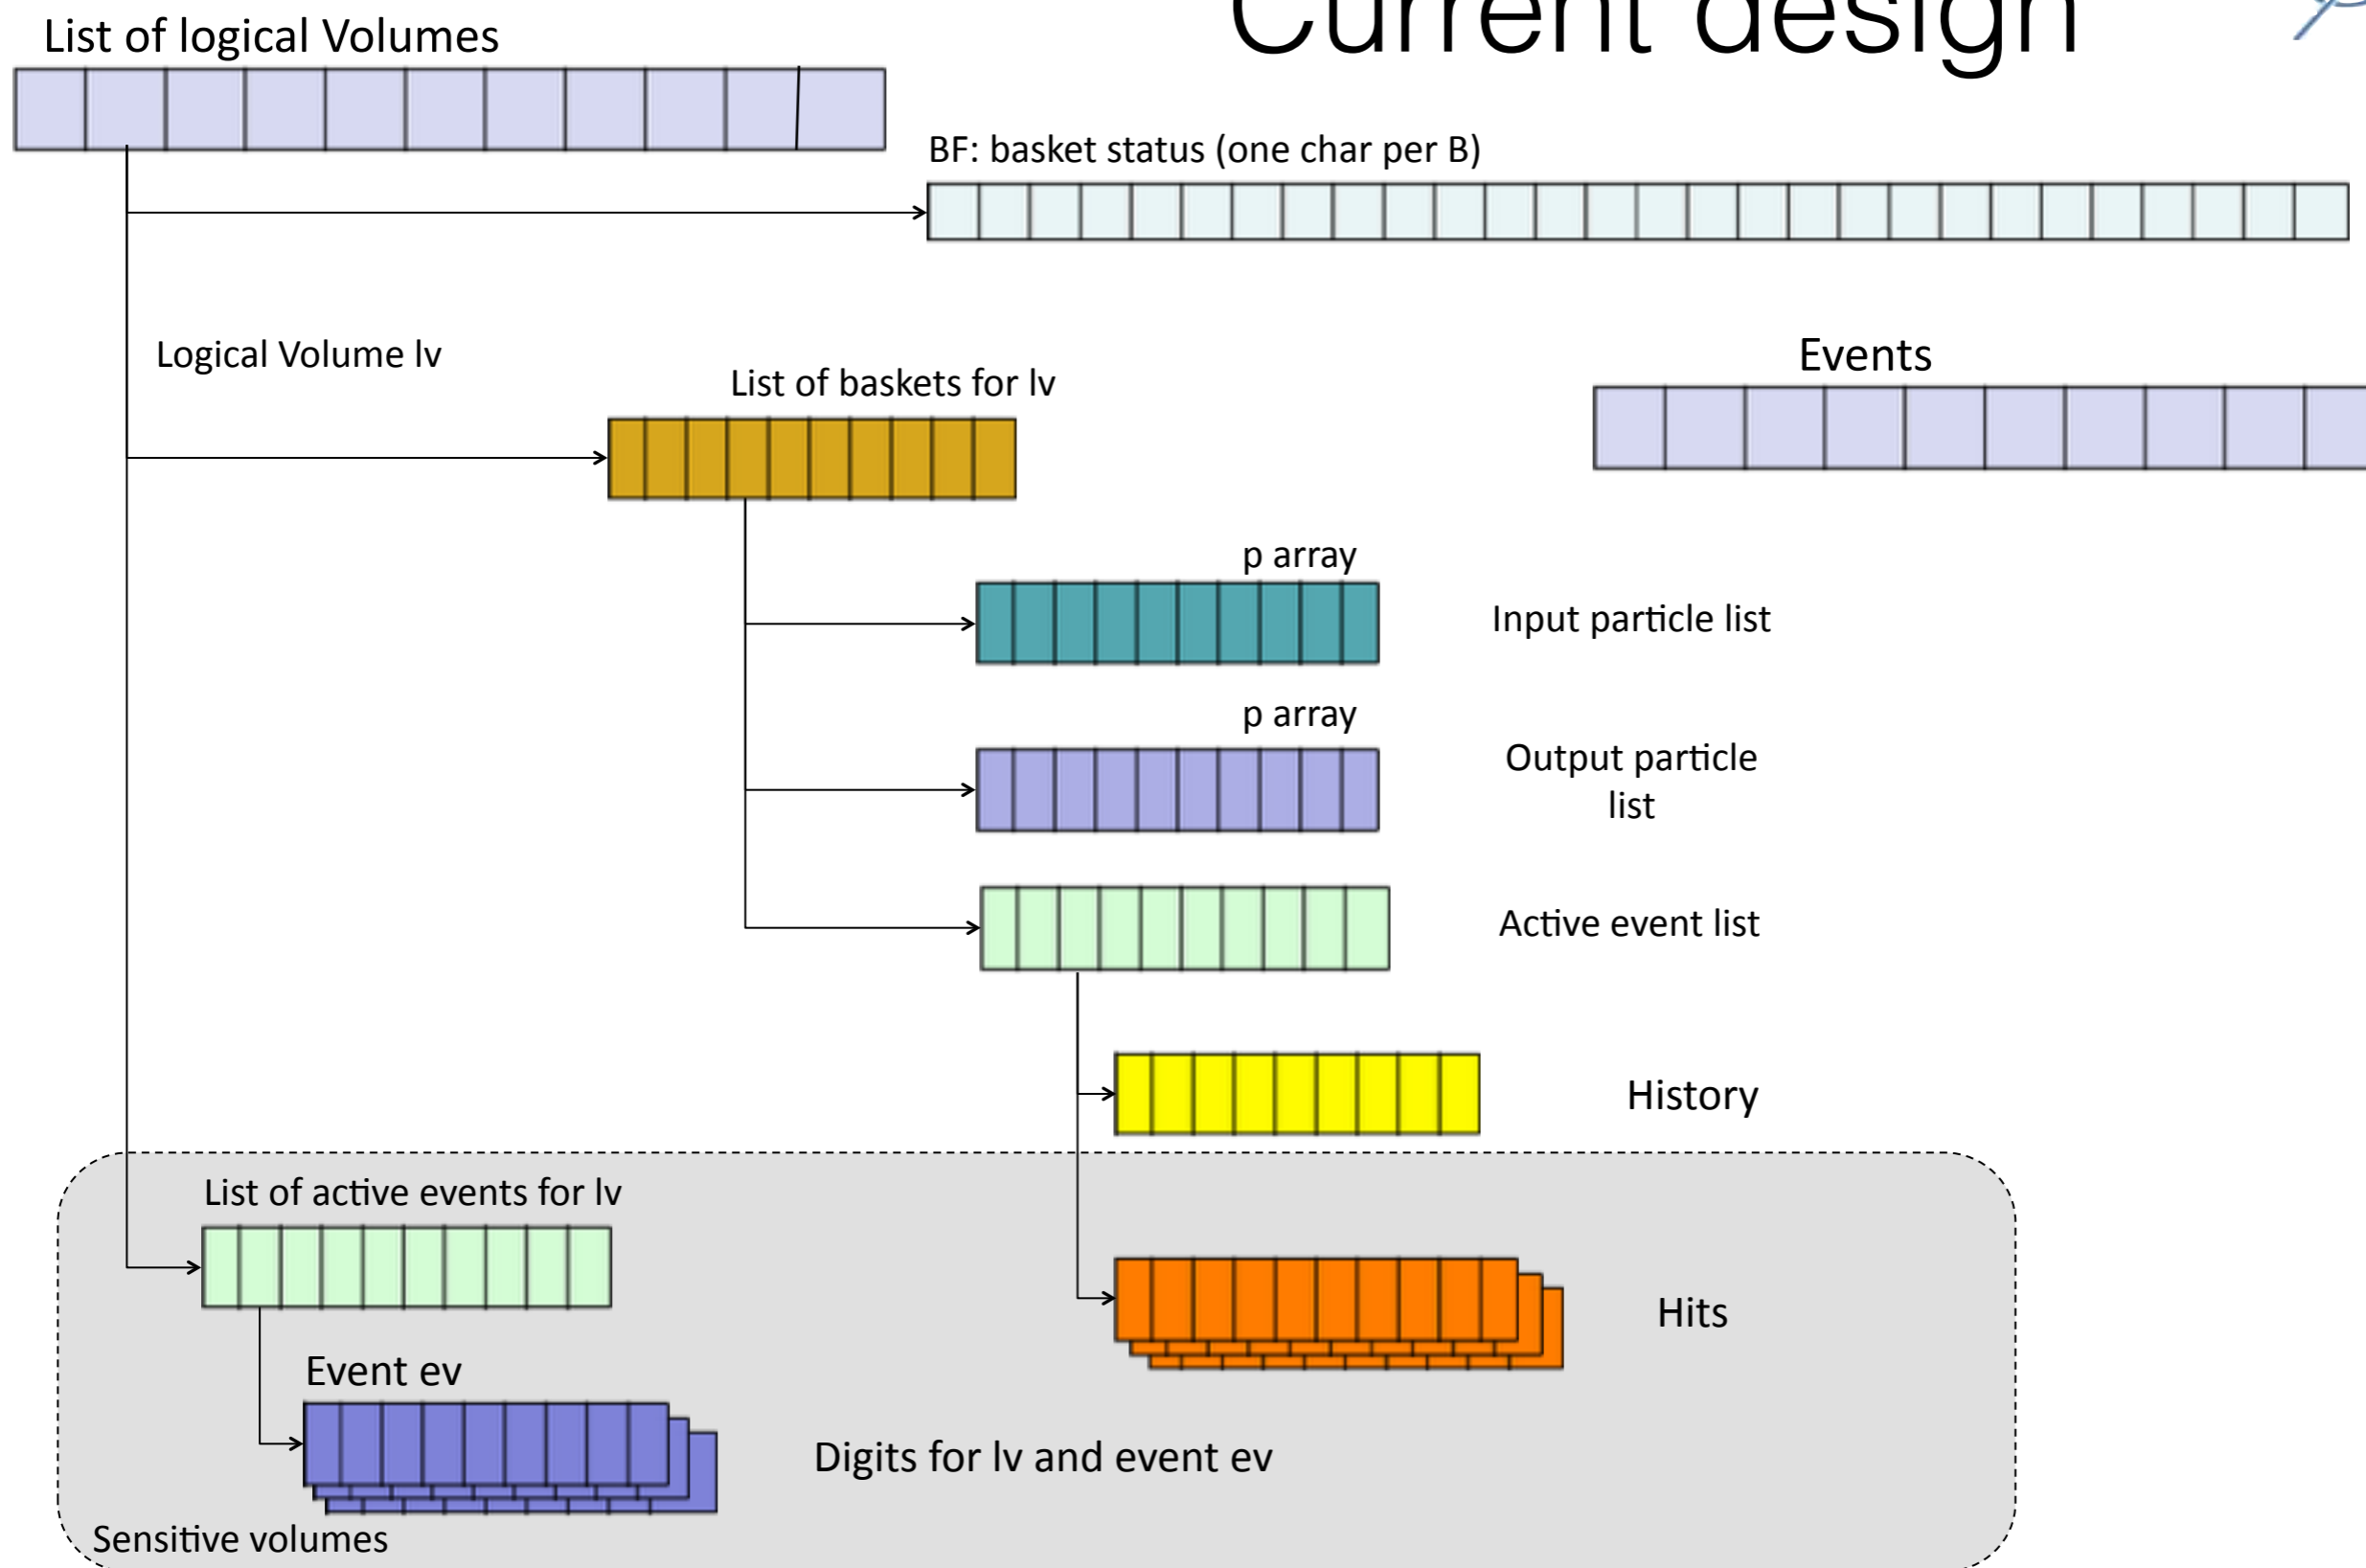 Current design
List of logical Volumes
BF: basket status (one char per B)
Logical Volume lv
Events
List of baskets for lv
p array
Input particle list
p array
Output particle
list
Active event list
History
List of active events for lv
Hits
Event ev
Digits for lv and event ev
Sensitive volumes